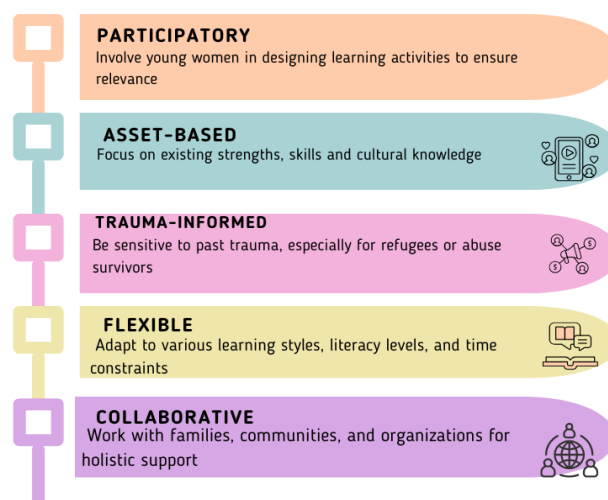 PARTICIPATORY
Involve young women in designing learning activities to ensure
relevance
ASSET-BASED
Focus on existing strengths, skills and cultural knowledge
TRAUMA-INFORMED
Be sensitive to past trauma, especially for refugees or abuse
survivors
FLEXIBLE
Adapt to various learning styles, literacy levels, and time
constraints
COLLABORATIVE
Work with families, communities, and organizations for
holistic support